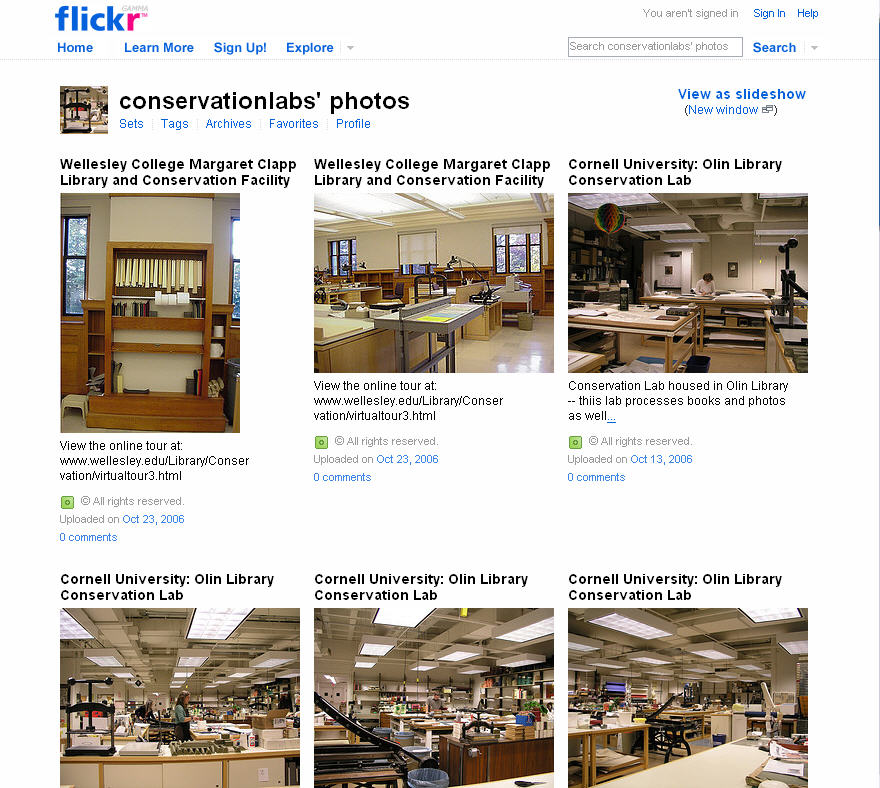 flickr GAMMA
You aren't signed in Sign In Help
Home Learn More Sign Up! Explore
Search conservationlabs' photos Search
conservationlabs' photos
Sets Tags Archives Favorites Profile
View as slideshow
(New window)
Wellesley College Margaret Clapp
Library and Conservation Facility
View the online tour at:
www.wellesley.edu/Library/Conser
vation/virtualtour3.html
© All rights reserved.
Uploaded on Oct 23, 2006
0 comments
Wellesley College Margaret Clapp
Library and Conservation Facility
View the online tour at:
www.wellesley.edu/Library/Conser
vation/virtualtour3.html
© All rights reserved.
Uploaded on Oct 23, 2006
0 comments
Cornell University: Olin Library
Conservation Lab
Conservation Lab housed in Olin Library
-- thiis lab processes books and photos
as well...
© All rights reserved.
Uploaded on Oct 13, 2006
0 comments
Cornell University: Olin Library
Conservation Lab
Cornell University: Olin Library
Conservation Lab
Cornell University: Olin Library
Conservation Lab